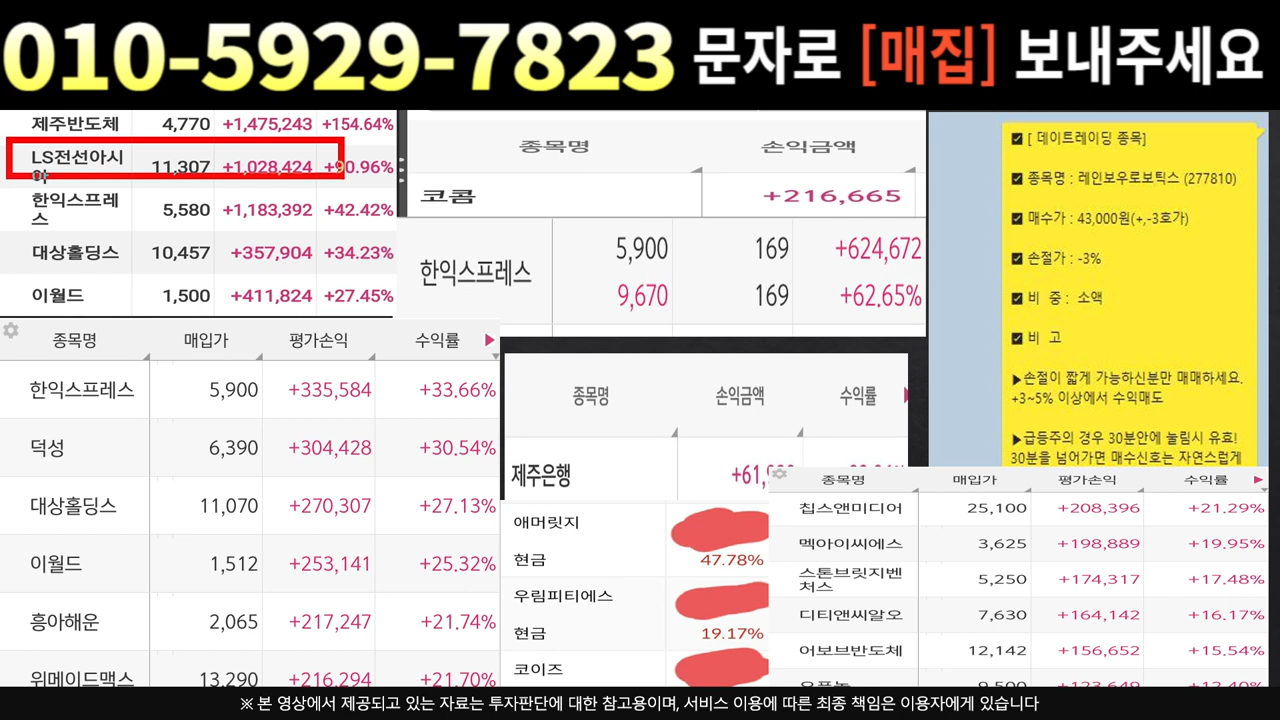 010-5929-7823 문자로 [매집] 보내주세요
제주반도체 4,770 +1,475,243 +154.64%
LS전선아시
아 11,307 +1,028,424 +90.96%
한익스프레
스 5,580 +1,183,392 +42.42%
대상홀딩스 10,457 +357,904 +34.23%
이월드 1,500 +411,824 +27.45%
종목명 손익금액
코콤 +216,665
한익스프레스 5,900 169 +624,672
9,670 169 +62.65%
[ 데이트레이딩 종목]
종목명 : 레인보우로보틱스 (277810)
매수가 : 43,000원(+,-3호가)
손절가 : -3%
비 중 : 소액
비 고
▶손절이 짧게 가능하신분만 매매하세요.
+3~5% 이상에서 수익매도
▶급등주의 경우 30분안에 눌림시 유효!
30분을 넘어가면 매수신호는 자연스럽게
종목명 매입가 평가손익 수익률
한익스프레스 5,900 +335,584 +33.66%
덕성 6,390 +304,428 +30.54%
대상홀딩스 11,070 +270,307 +27.13%
이월드 1,512 +253,141 +25.32%
흥아해운 2,065 +217,247 +21.74%
위메이드맥스 13,290 +216,294 +21.70%
종목명 손익금액 수익률
제주은행 +61,
애머릿지
현금 47.78%
우림피티에스
현금 19.17%
코이즈
종목명 매입가 평가손익 수익률
칩스앤미디어 25,100 +208,396 +21.29%
멕아이씨에스 3,625 +198,889 +19.95%
스톤브릿지벤
처스 5,250 +174,317 +17.48%
디티앤씨알오 7,630 +164,142 +16.17%
어보브반도체 12,142 +156,652 +15.54%
9,500 +123,649 +12.40%
※ 본 영상에서 제공되고 있는 자료는 투자판단에 대한 참고용이며, 서비스 이용에 따른 최종 책임은 이용자에게 있습니다